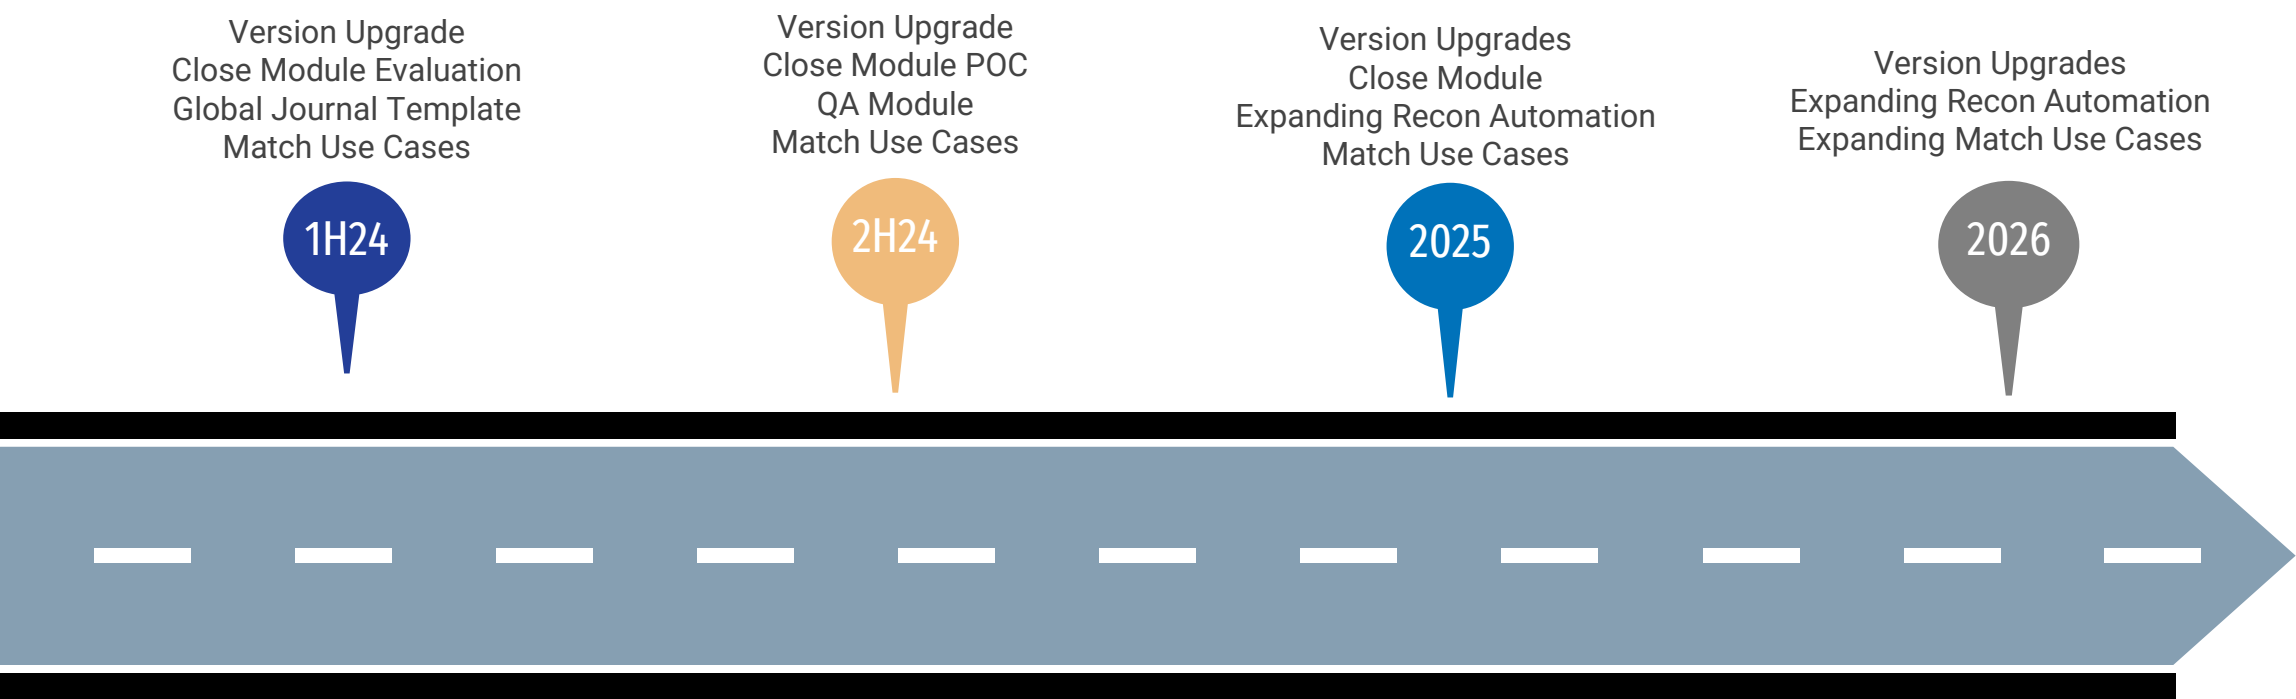 Version Upgrade
Close Module Evaluation
Global Journal Template
Match Use Cases
1H24
Version Upgrade
Close Module POC
QA Module
Match Use Cases
2H24
Version Upgrades
Close Module
Expanding Recon Automation
Match Use Cases
2025
Version Upgrades
Expanding Recon Automation
Expanding Match Use Cases
2026